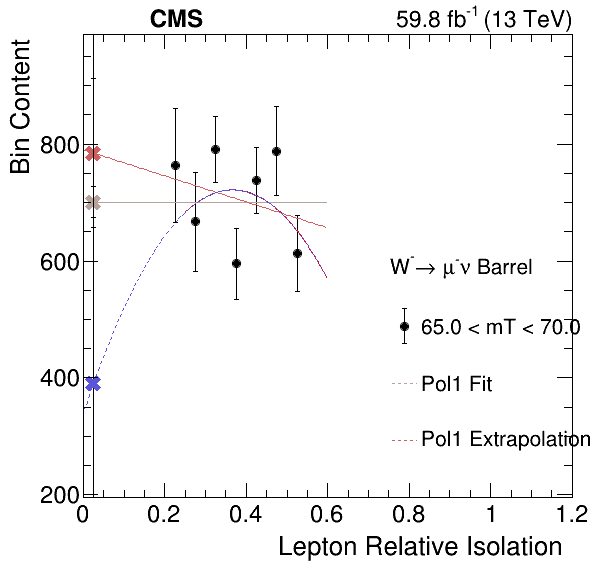 CMS
59.8 fb⁻¹ (13 TeV)
Bin Content
800
600
400
200
W⁻→ μ⁻ν Barrel
65.0 < mT < 70.0
Pol1 Fit
Pol1 Extrapolation
0 0.2 0.4 0.6 0.8 1 1.2
Lepton Relative Isolation